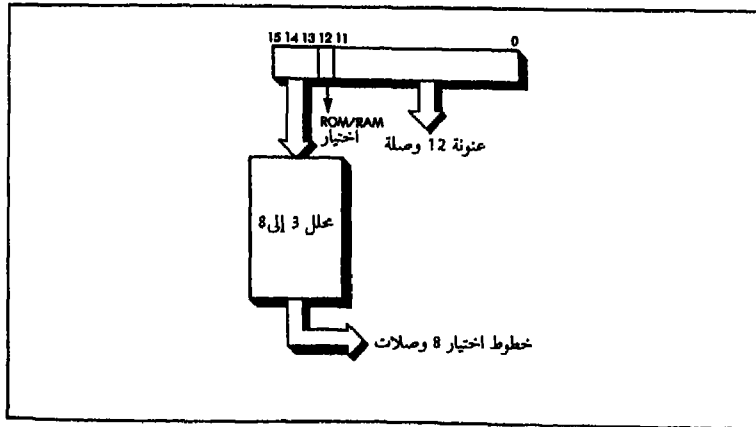 15 14 13 12 11 0
ROM/RAM
اختيار
عنونة 12 وصلة
محلل 3 إلى 8
خطوط اختيار 8 وصلات